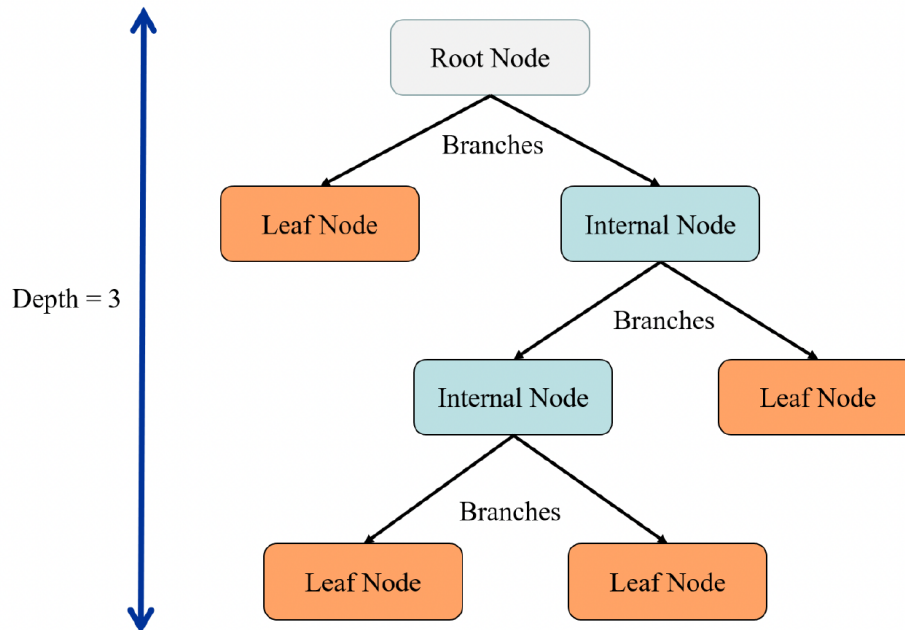 Root Node
Branches
Leaf Node
Internal Node
Depth = 3
Branches
Internal Node
Leaf Node
Branches
Leaf Node
Leaf Node